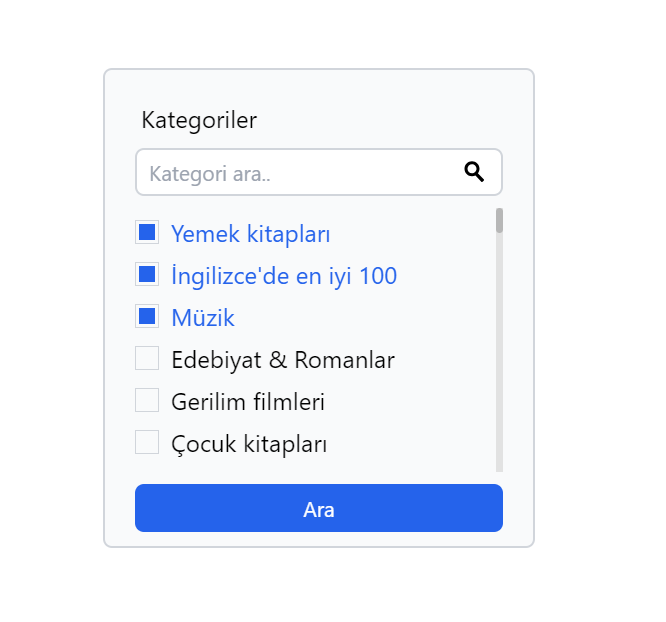 Kategoriler
Kategori ara..
Yemek kitapları
İngilizce'de en iyi 100
Müzik
Edebiyat & Romanlar
Gerilim filmleri
Çocuk kitapları
Ara